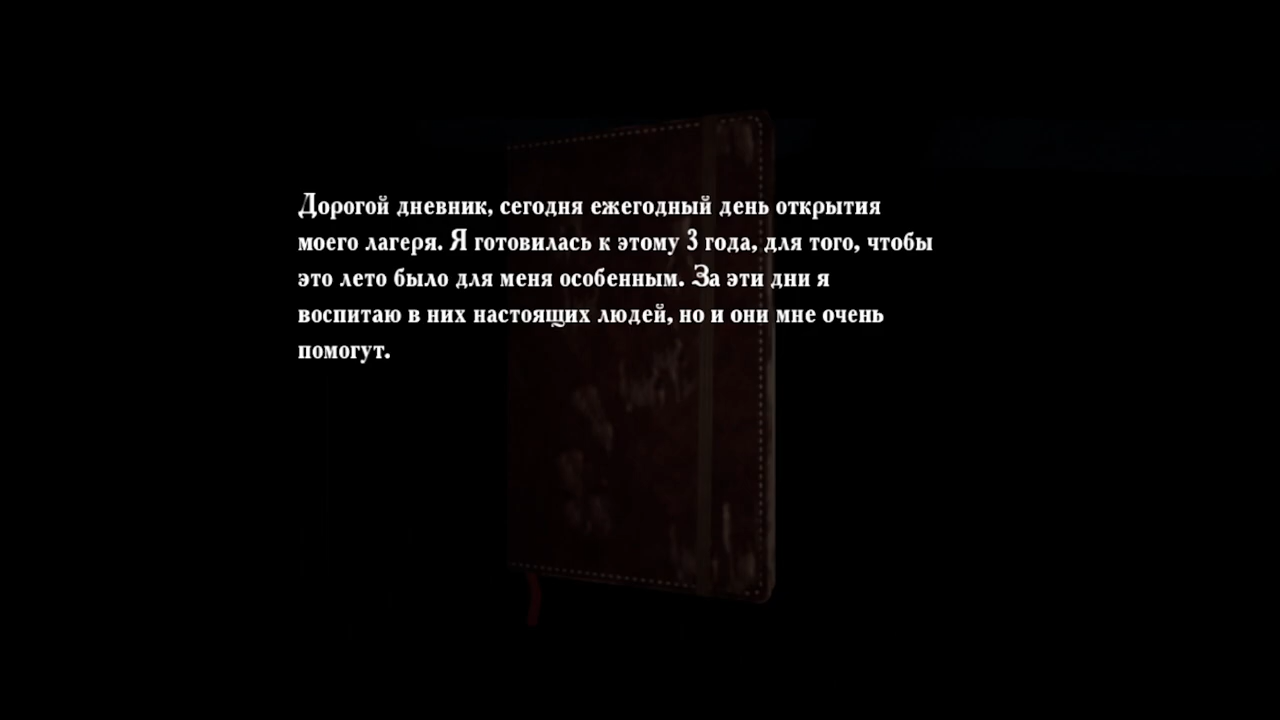 Дорогой дневник, сегодня ежегодный день открытия
моего лагеря. Я готовилась к этому 3 года, для того, чтобы
это лето было для меня особенным. За эти дни я
воспитаю в них настоящих людей, но и они мне очень
помогут.